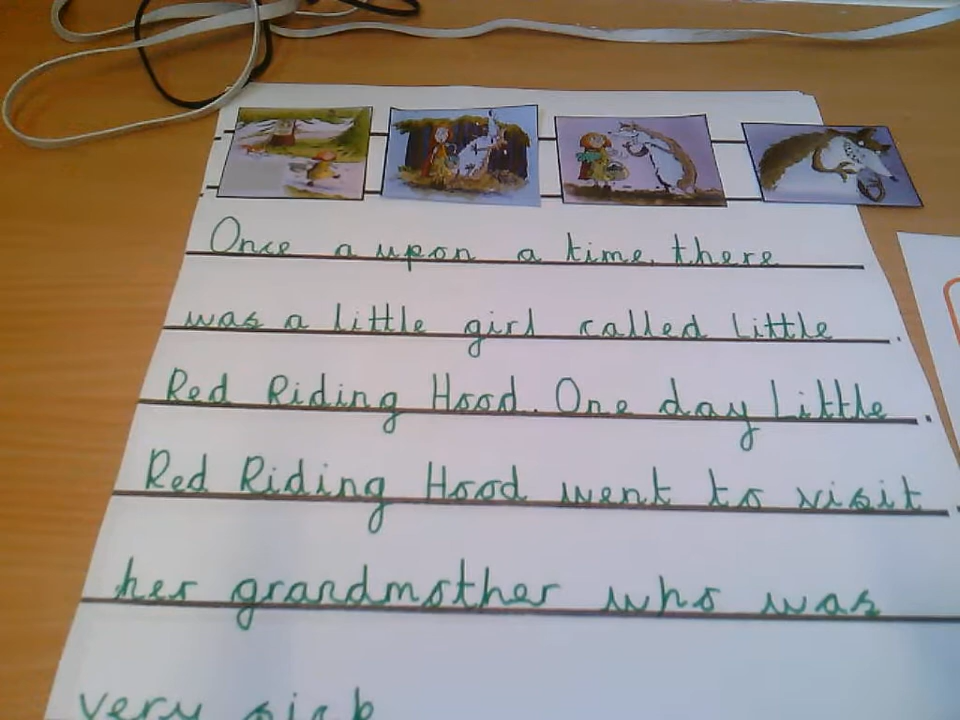 Once a upon a time. there
was a little girl called Little
Red Riding Hood. One day Little
Red Riding Hood went to visit
her grandmother who was
very sick